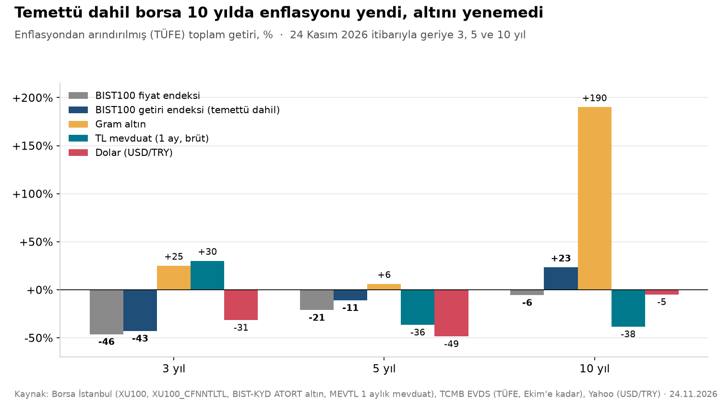 Temettü dahil borsa 10 yılda enflasyonu yendi, altını yenemedi
Enflasyondan arındırılmış (TÜFE) toplam getiri, % · 24 Kasım 2026 itibarıyla geriye 3, 5 ve 10 yıl
+200%
+150%
+100%
+50%
+0%
-50%
BIST100 fiyat endeksi
BIST100 getiri endeksi (temettü dahil)
Gram altın
TL mevduat (1 ay, brüt)
Dolar (USD/TRY)
-46
-43
+25
+30
-31
-21
-11
+6
-36
-49
-6
+23
+190
-38
-5
3 yıl
5 yıl
10 yıl
Kaynak: Borsa İstanbul (XU100, XU100_CFNNTLTL, BIST-KYD ATORT altın, MEVTL 1 aylık mevduat), TCMB EVDS (TÜFE, Ekim'e kadar), Yahoo (USD/TRY) · 24.11.2026